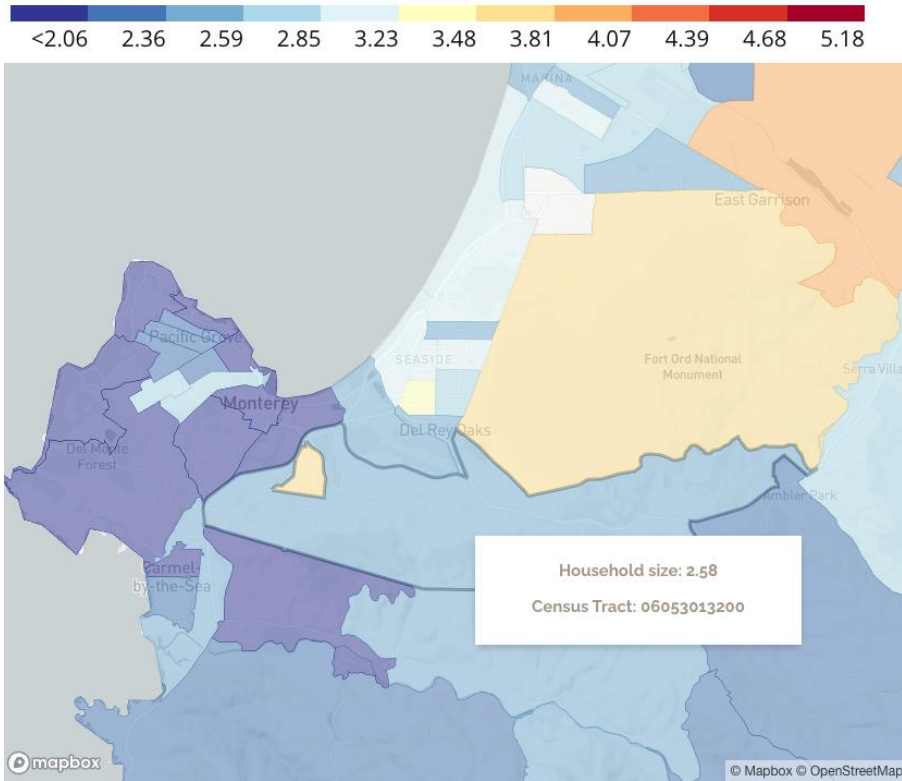 <2.06 2.36 2.59 2.85 3.23 3.48 3.81 4.07 4.39 4.68 5.18
MARINA
East Garrison
Pacific Grove
SEASIDE
Fort Ord National
Monument
Serra Villa
Monterey
Del Rey Oaks
Del Monte
Forest
Ambler Park
Carmel-
by-the-Sea
Household size: 2.58
Census Tract: 06053013200
mapbox
© Mapbox © OpenStreetMap